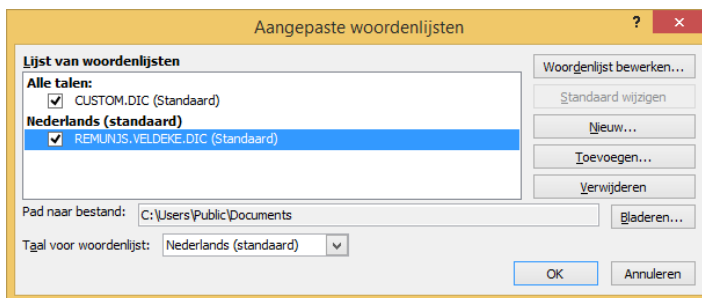 Aangepaste woordenlijsten
?
×
Lijst van woordenlijsten
Alle talen:
CUSTOM.DIC (Standaard)
Nederlands (standaard)
REMUNJS.VELDEKE.DIC (Standaard)
Woordenlijst bewerken...
Standaard wijzigen
Nieuw...
Toevoegen...
Verwijderen
Pad naar bestand: C:\Users\Public\Documents
Bladeren...
Taal voor woordenlijst: Nederlands (standaard)
OK Annuleren